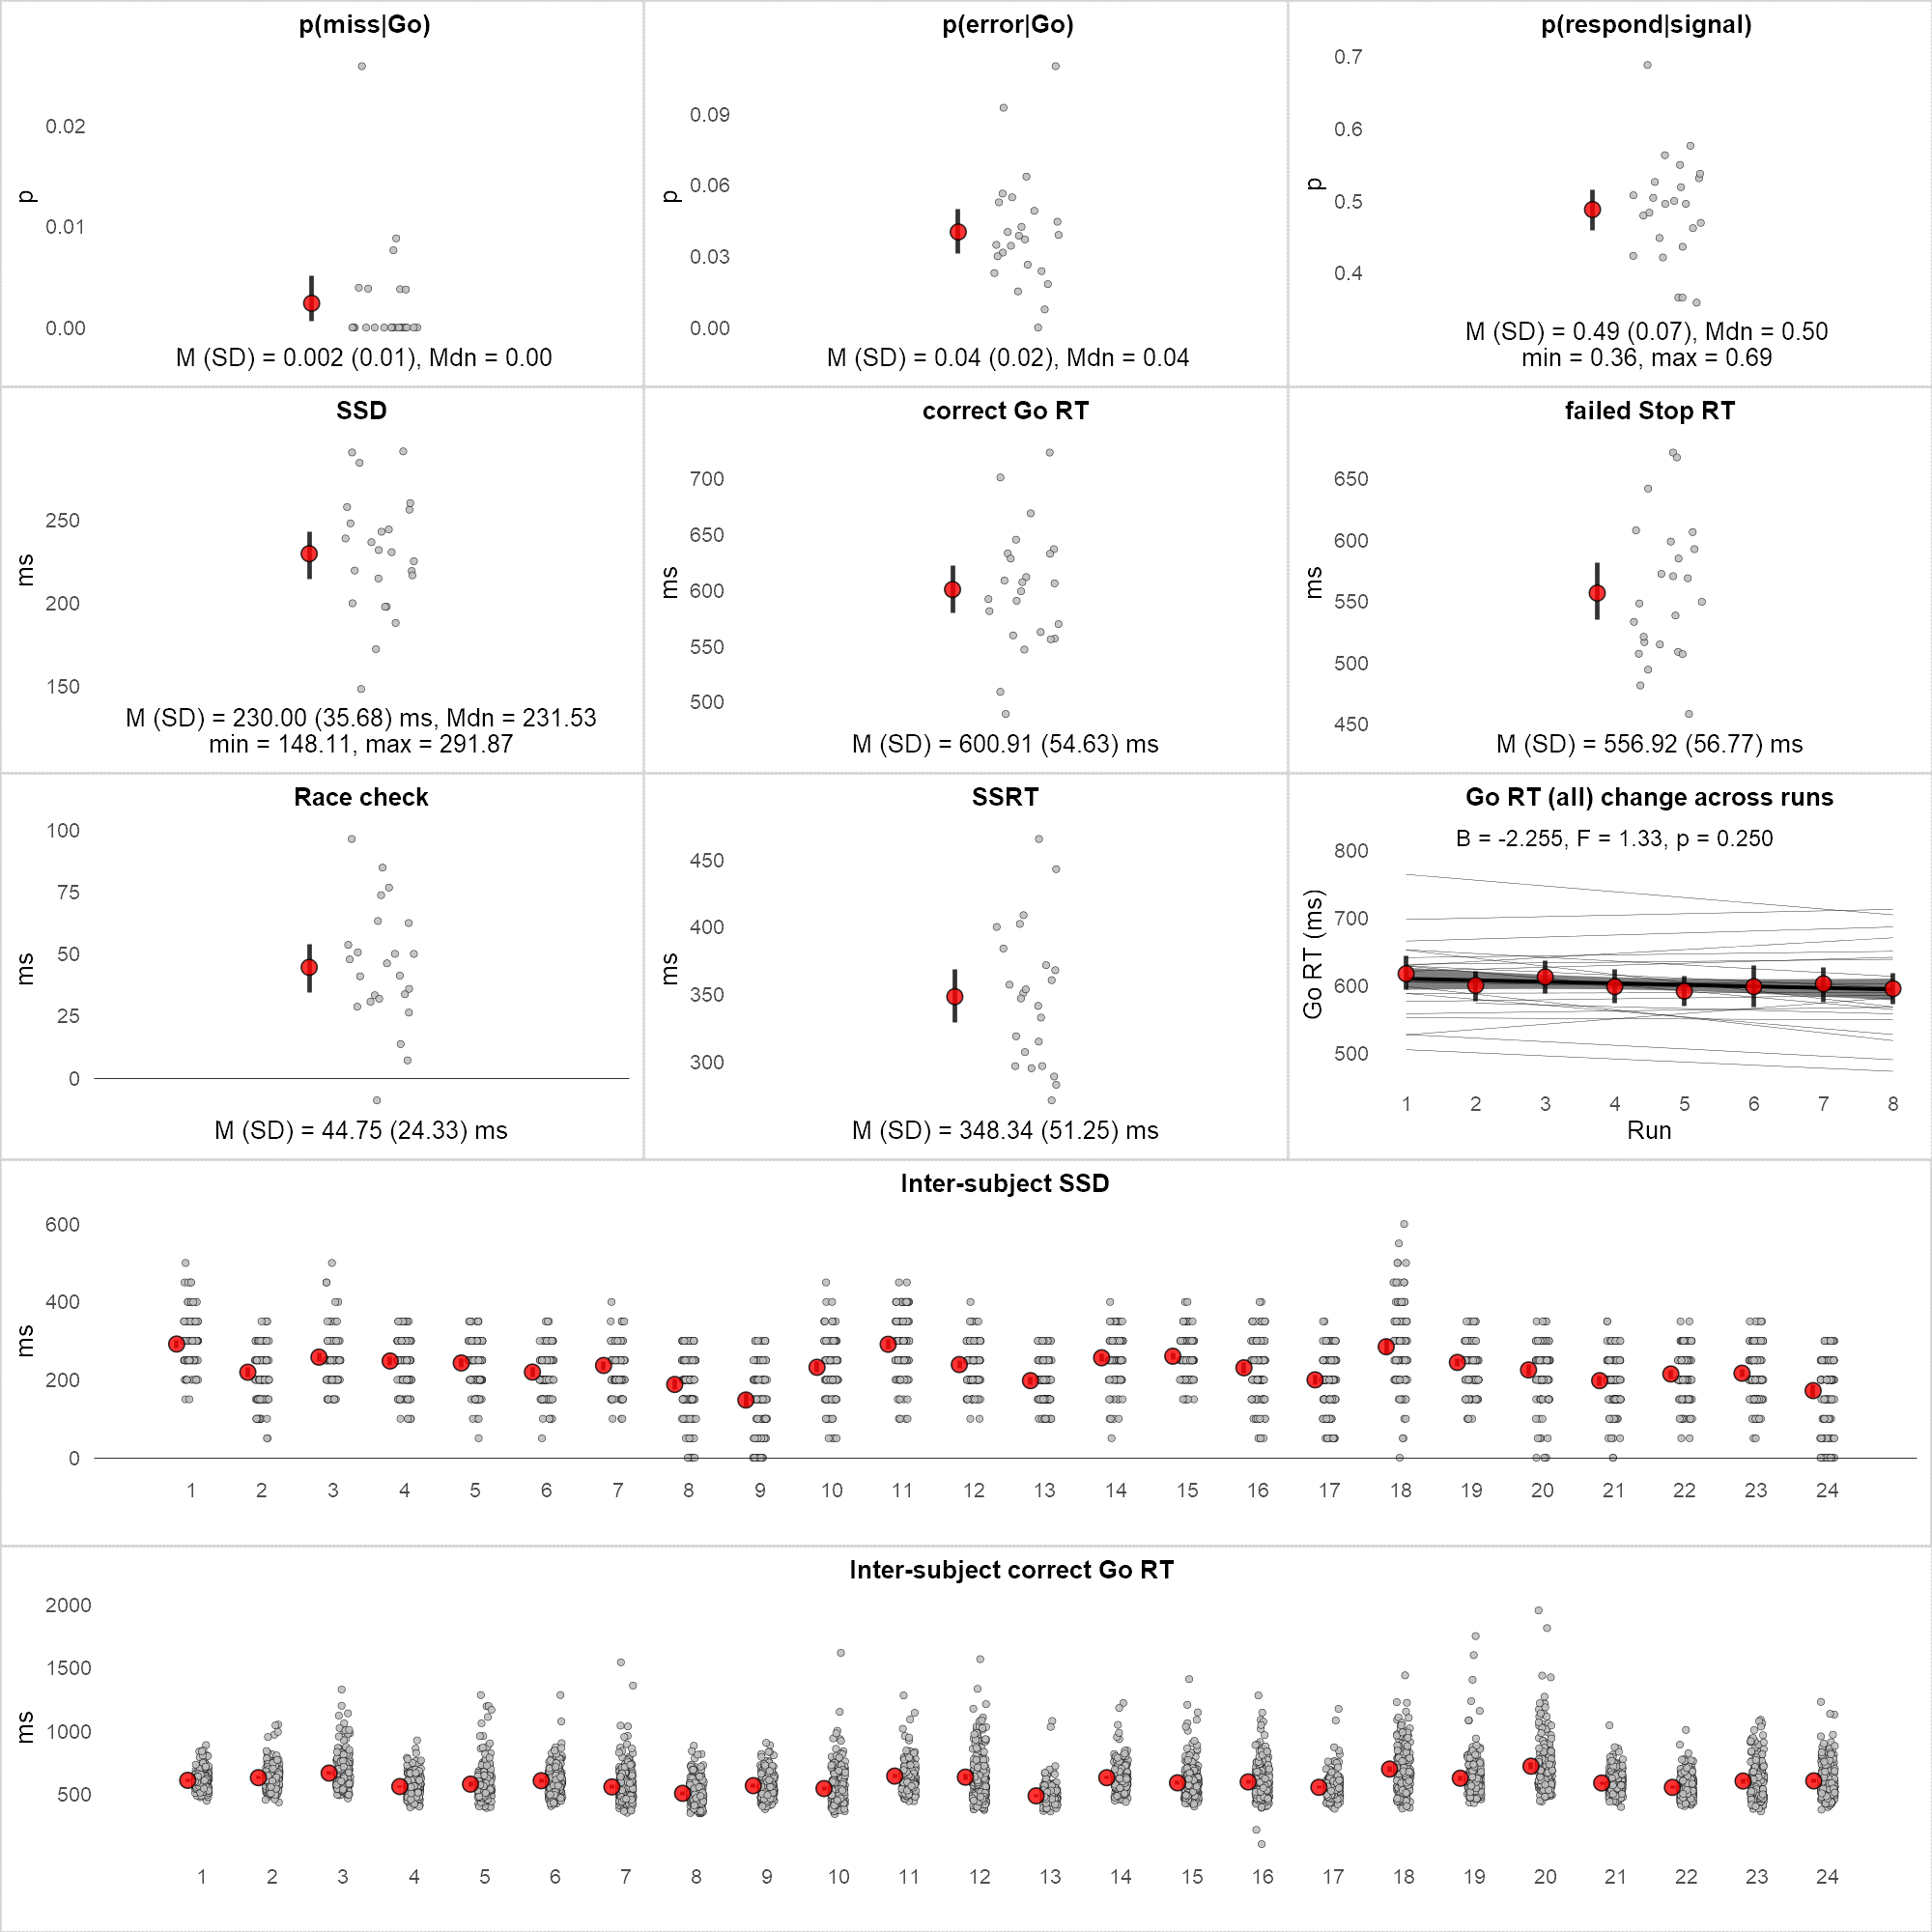 p(miss|Go)
p
0.02
0.01
0.00
M (SD) = 0.002 (0.01), Mdn = 0.00
p(error|Go)
p
0.09
0.06
0.03
0.00
M (SD) = 0.04 (0.02), Mdn = 0.04
p(respond|signal)
p
0.7
0.6
0.5
0.4
M (SD) = 0.49 (0.07), Mdn = 0.50
min = 0.36, max = 0.69
SSD
ms
250
200
150
M (SD) = 230.00 (35.68) ms, Mdn = 231.53
min = 148.11, max = 291.87
correct Go RT
ms
700
650
600
550
500
M (SD) = 600.91 (54.63) ms
failed Stop RT
ms
650
600
550
500
450
M (SD) = 556.92 (56.77) ms
Race check
ms
100
75
50
25
0
M (SD) = 44.75 (24.33) ms
SSRT
ms
450
400
350
300
M (SD) = 348.34 (51.25) ms
Go RT (all) change across runs
B = -2.255, F = 1.33, p = 0.250
Go RT (ms)
800
700
600
500
1 2 3 4 5 6 7 8
Run
Inter-subject SSD
ms
600
400
200
0
1 2 3 4 5 6 7 8 9 10 11 12 13 14 15 16 17 18 19 20 21 22 23 24
Inter-subject correct Go RT
ms
2000
1500
1000
500
1 2 3 4 5 6 7 8 9 10 11 12 13 14 15 16 17 18 19 20 21 22 23 24